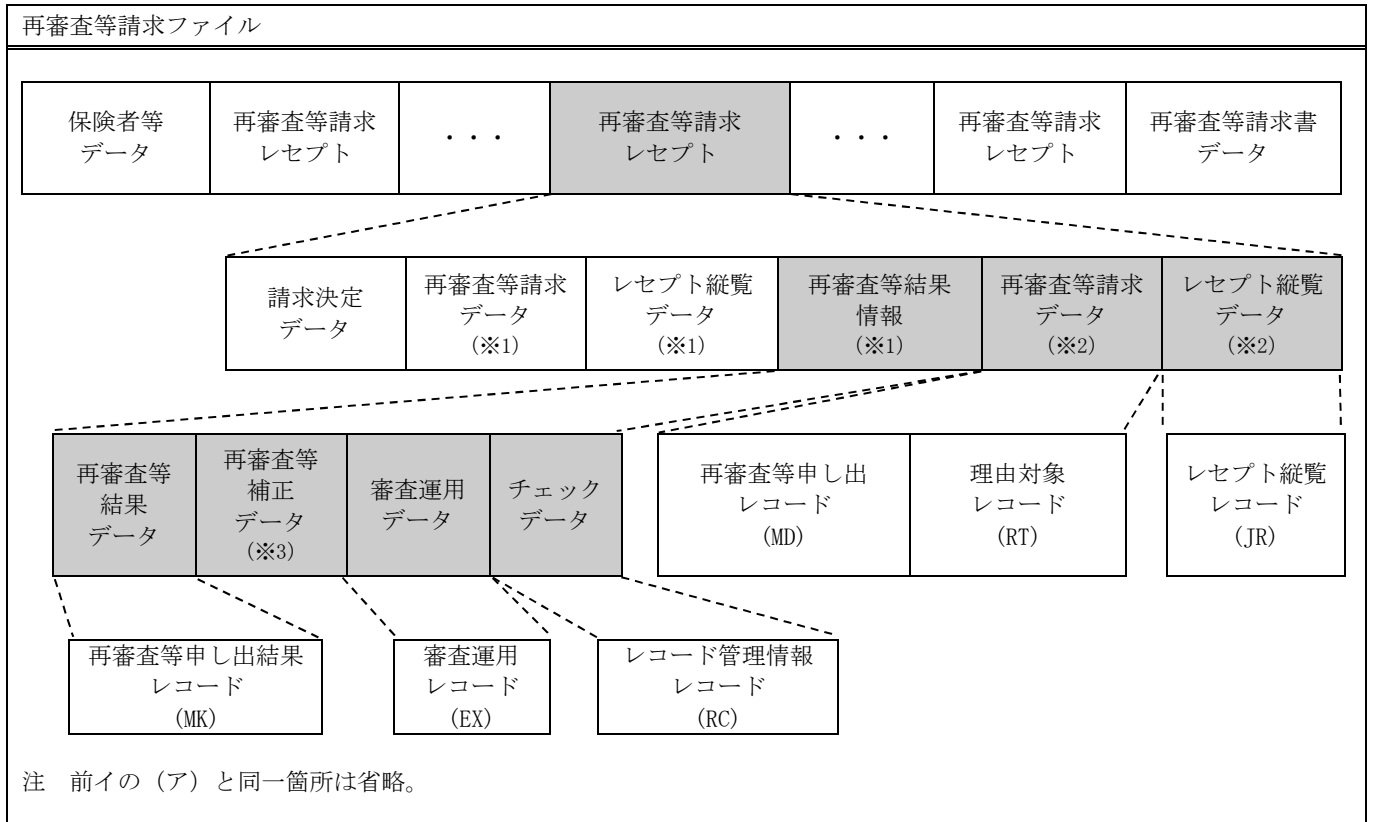 再審査等請求ファイル
保険者等
データ
再審査等請求
レセプト
・・・
再審査等請求
レセプト
・・・
再審査等請求
レセプト
再審査等請求書
データ
請求決定
データ
再審査等請求
データ
(※1)
レセプト縦覧
データ
(※1)
再審査等結果
情報
(※1)
再審査等請求
データ
(※2)
レセプト縦覧
データ
(※2)
再審査等
結果
データ
再審査等
補正
データ
(※3)
審査運用
データ
チェック
データ
再審査等申し出
レコード
(MD)
理由対象
レコード
(RT)
レセプト縦覧
レコード
(JR)
再審査等申し出結果
レコード
(MK)
審査運用
レコード
(EX)
レコード管理情報
レコード
(RC)
注　前イの（ア）と同一箇所は省略。